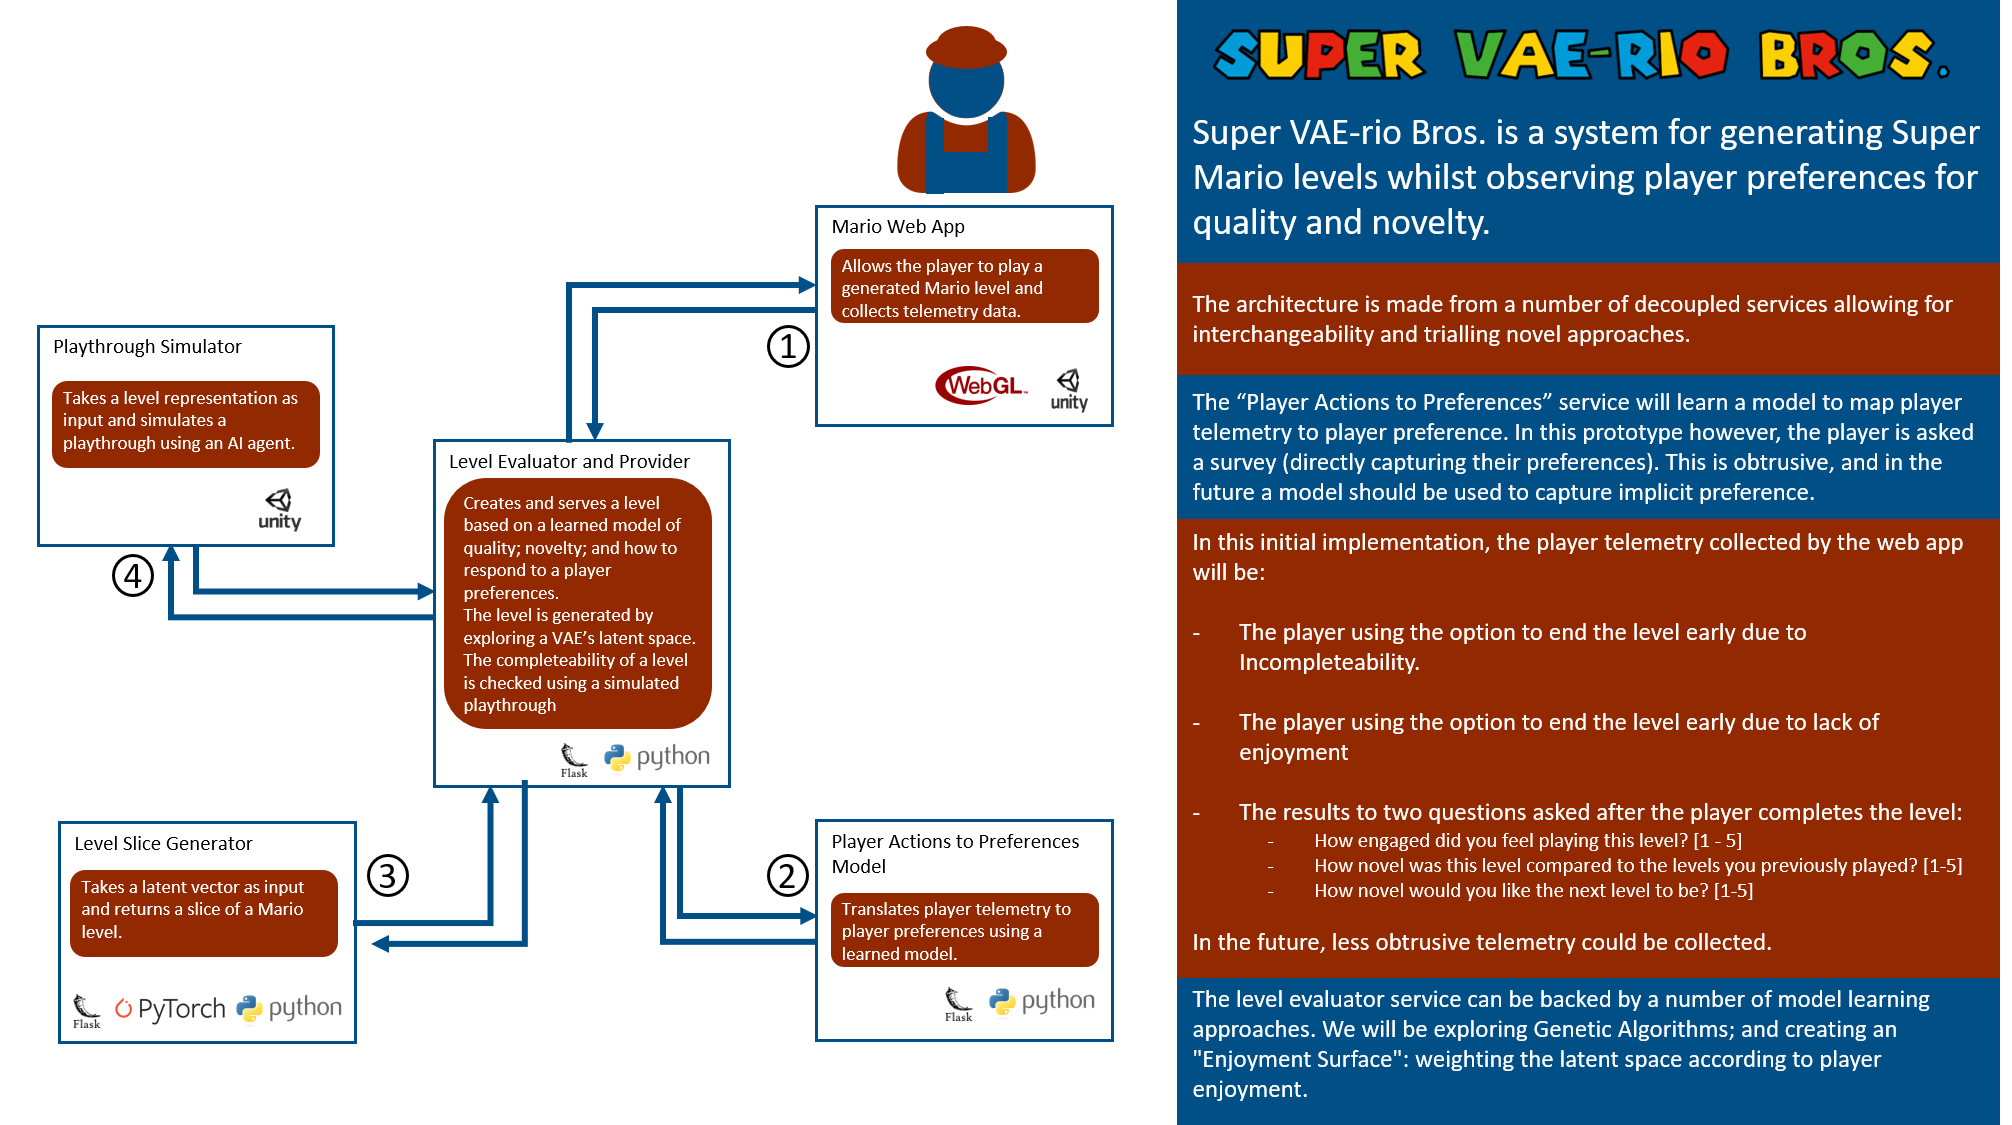 SUPER VAE-RIO BROS.
Super VAE-rio Bros. is a system for generating Super
Mario levels whilst observing player preferences for
quality and novelty.
The architecture is made from a number of decoupled services allowing for
interchangeability and trialling novel approaches.
The “Player Actions to Preferences” service will learn a model to map player
telemetry to player preference. In this prototype however, the player is asked
a survey (directly capturing their preferences). This is obtrusive, and in the
future a model should be used to capture implicit preference.
In this initial implementation, the player telemetry collected by the web app
will be:
- The player using the option to end the level early due to
Incompleteability.
- The player using the option to end the level early due to lack of
enjoyment
- The results to two questions asked after the player completes the level:
- How engaged did you feel playing this level? [1 - 5]
- How novel was this level compared to the levels you previously played? [1-5]
- How novel would you like the next level to be? [1-5]
In the future, less obtrusive telemetry could be collected.
The level evaluator service can be backed by a number of model learning
approaches. We will be exploring Genetic Algorithms; and creating an
"Enjoyment Surface": weighting the latent space according to player
enjoyment.
Mario Web App
Allows the player to play a
generated Mario level and
collects telemetry data.
WebGL™
unity
1
Playthrough Simulator
Takes a level representation as
input and simulates a
playthrough using an AI agent.
unity
4
Level Evaluator and Provider
Creates and serves a level
based on a learned model of
quality; novelty; and how to
respond to a player
preferences.
The level is generated by
exploring a VAE’s latent space.
The completeability of a level
is checked using a simulated
playthrough
Flask
python
Level Slice Generator
Takes a latent vector as input
and returns a slice of a Mario
level.
Flask
PyTorch
python
3
2
Player Actions to Preferences
Model
Translates player telemetry to
player preferences using a
learned model.
Flask
python